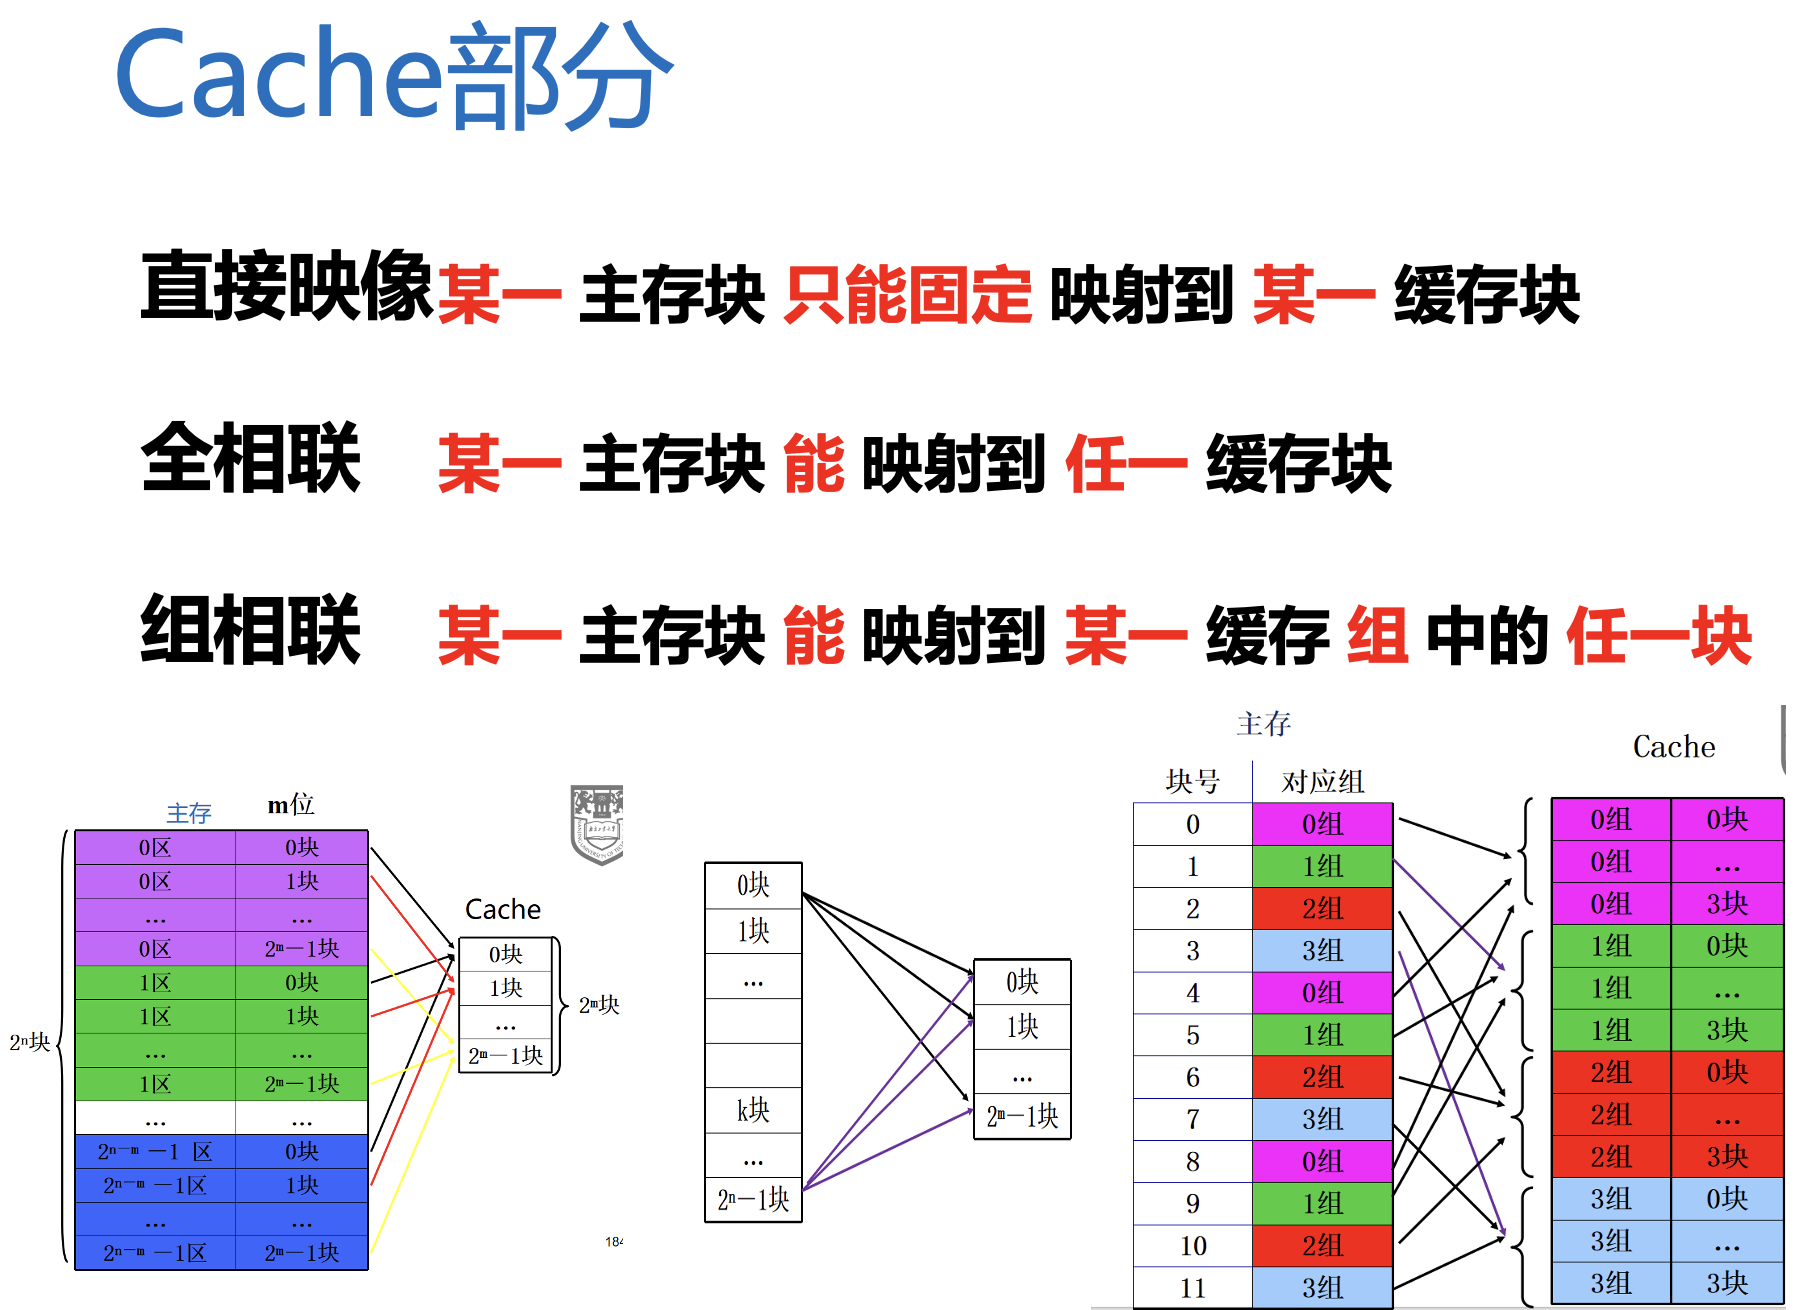 Cache部分
直接映像 某一 主存块 只能固定 映射到 某一 缓存块
全相联 某一 主存块 能 映射到 任一 缓存块
组相联 某一 主存块 能 映射到 某一 缓存 组 中的 任一块
主存 m位
0区 0块
0区 1块
... ...
0区 2ᵐ−1块
1区 0块
1区 1块
... ...
1区 2ᵐ−1块
... ...
2ⁿ⁻ᵐ −1 区 0块
2ⁿ⁻ᵐ −1区 1块
... ...
2ⁿ⁻ᵐ −1区 2ᵐ−1块
2ⁿ块
Cache
0块
1块
...
2ᵐ−1块
2ᵐ块
184
0块
1块
...
k块
...
2ⁿ−1块
0块
1块
...
2ᵐ−1块
主存
块号 对应组
0 0组
1 1组
2 2组
3 3组
4 0组
5 1组
6 2组
7 3组
8 0组
9 1组
10 2组
11 3组
Cache
0组 0块
0组 ...
0组 3块
1组 0块
1组 ...
1组 3块
2组 0块
2组 ...
2组 3块
3组 0块
3组 ...
3组 3块